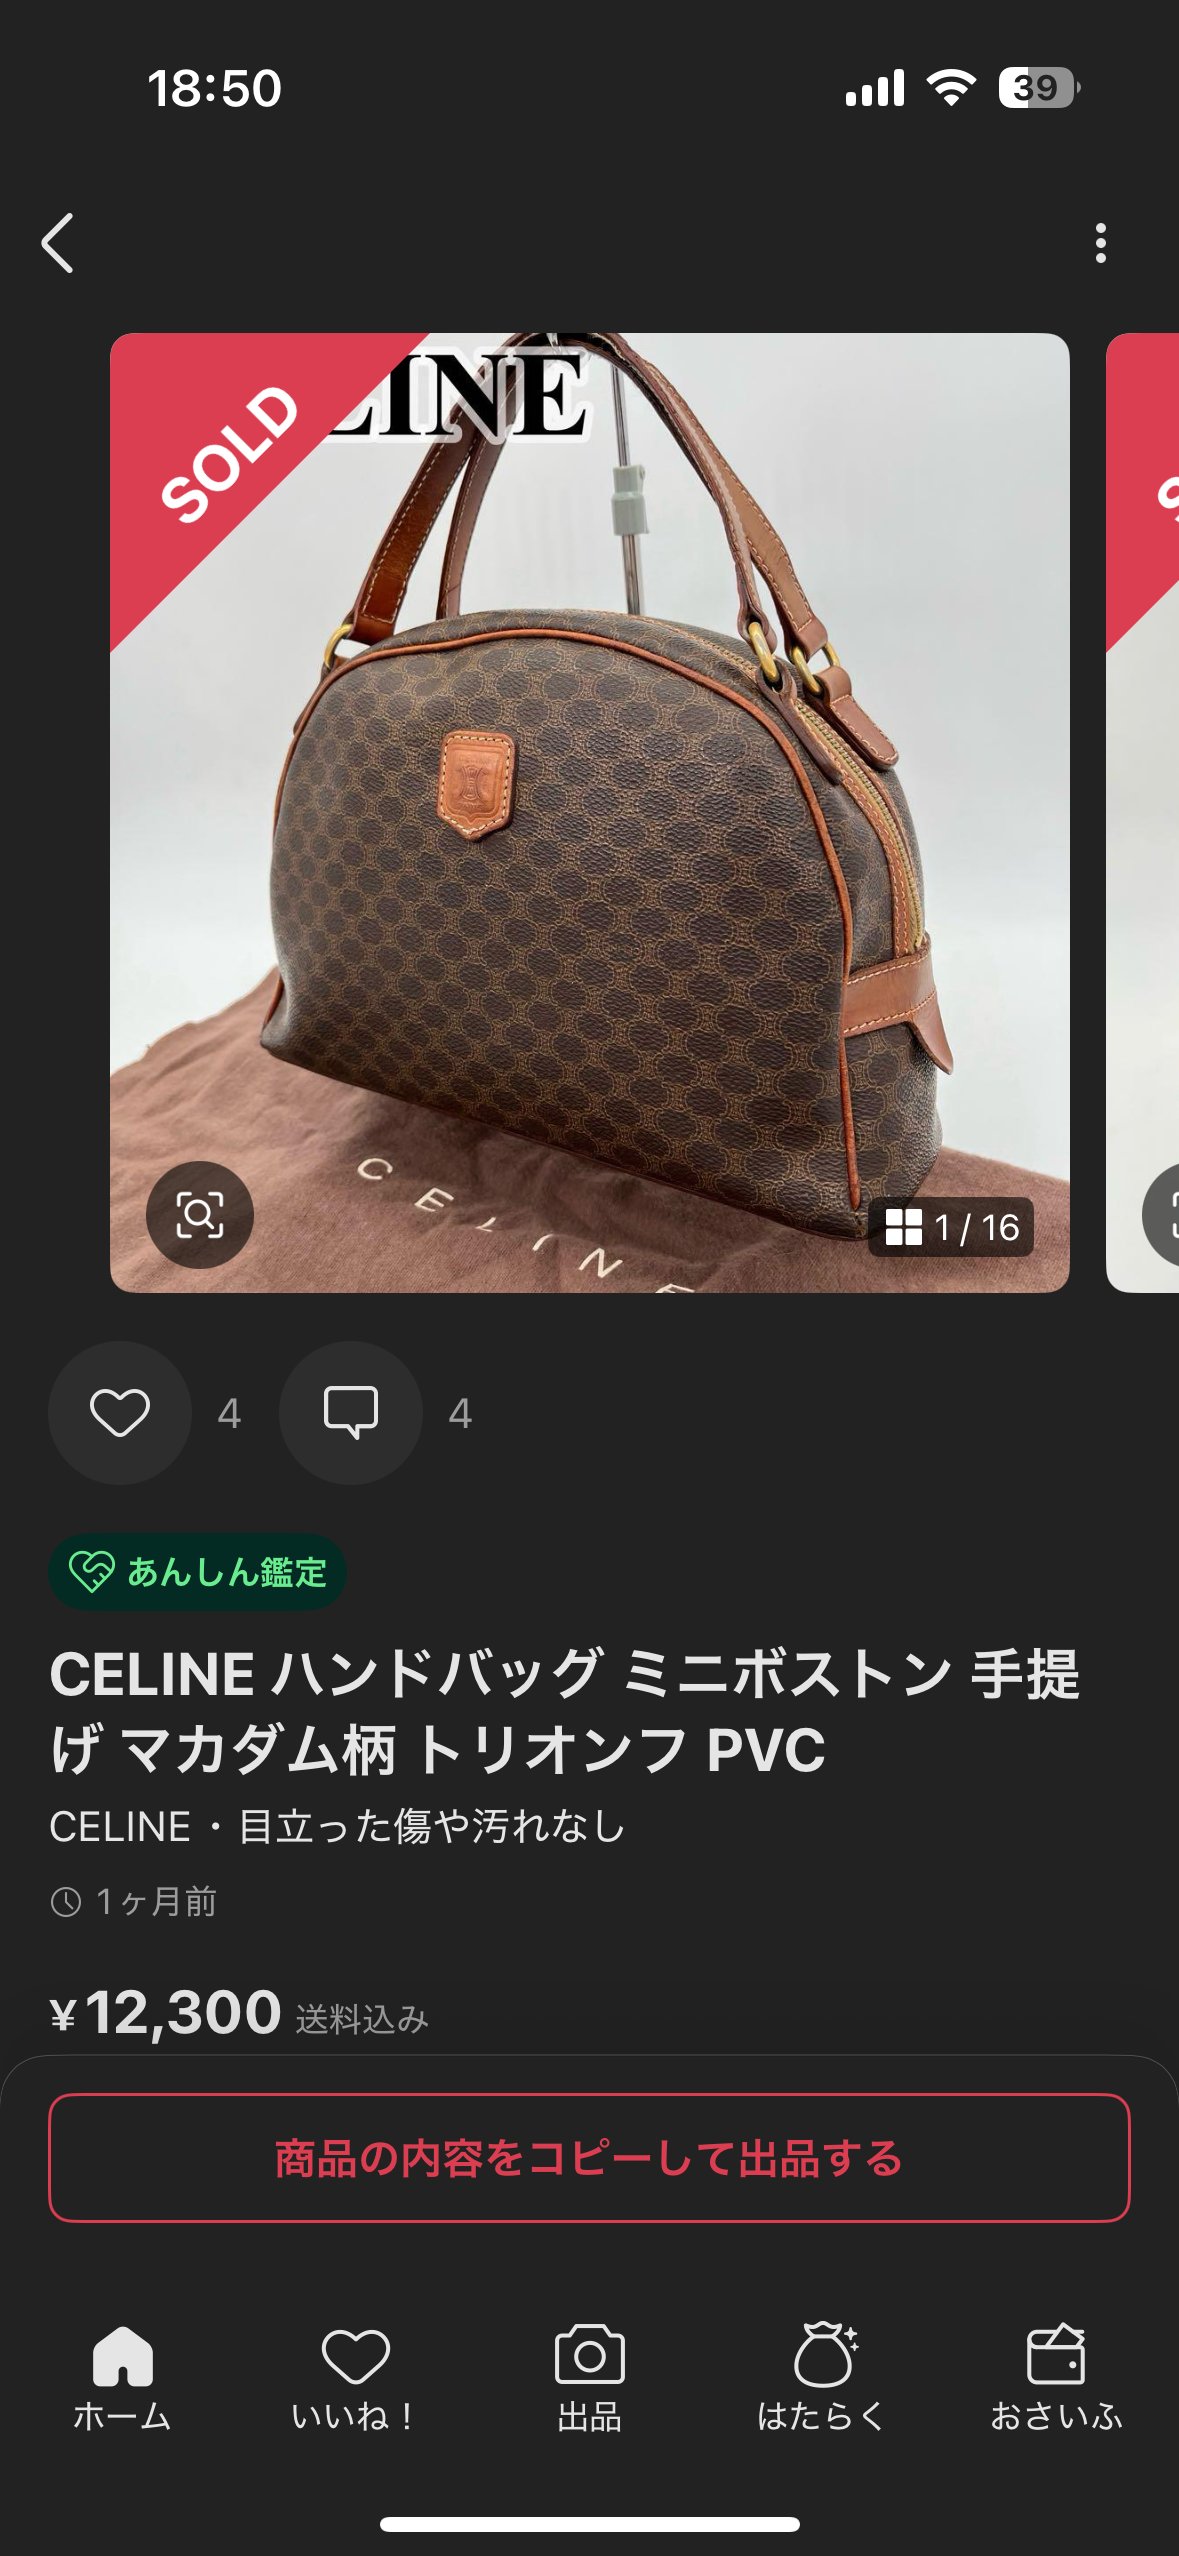 18:50
39
SOLD
LINE
CELINE
1 / 16
4
4
あんしん鑑定
CELINE ハンドバッグ ミニボストン 手提
げ マカダム柄 トリオンフ PVC
CELINE・目立った傷や汚れなし
1ヶ月前
¥12,300 送料込み
商品の内容をコピーして出品する
ホーム
いいね！
出品
はたらく
おさいふ